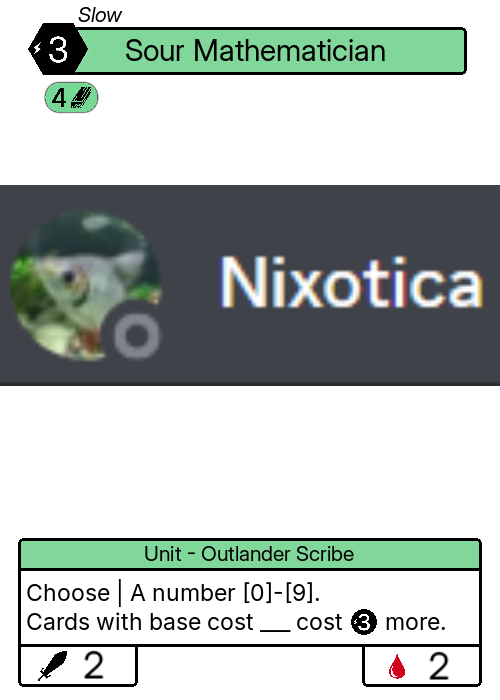 Slow
3 Sour Mathematician
4
Nixotica
Unit - Outlander Scribe
Choose | A number [0]-[9].
Cards with base cost ___ cost 3 more.
2 2